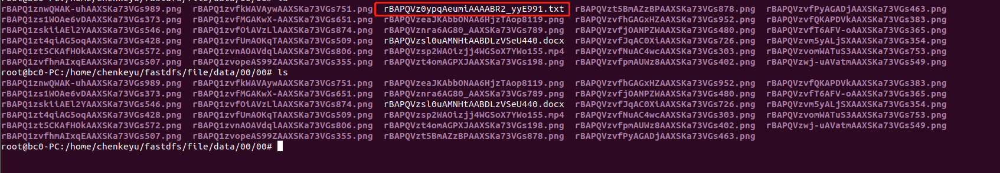 rBAPQ1znwQWAK-uhAAXSKa73VGs989.png rBAPQ1zvfkWAVAywAAXSKa73VGs751.png rBAPQVz0ypqAeumiAAAABR2_yyE991.txt rBAPQVzt5BmAZzBPAAXSKa73VGs878.png rBAPQVzvfPyAGADjAAXSKa73VGs463.png
rBAPQ1zs1WOAe6vDAAXSKa73VGs373.png rBAPQ1zvfMGAKwX-AAXSKa73VGs651.png rBAPQVzeaJKAbbONAA6HjzTAop8119.png rBAPQVzvfhGAGxHZAAXSKa73VGs952.png rBAPQVzvfQKAPDVkAAXSKa73VGs383.png
rBAPQ1zskiiAEl2YAAXSKa73VGs546.png rBAPQ1zvfOiAVzLlAAXSKa73VGs874.png rBAPQVznra6AG80_AAXSKa73VGs789.png rBAPQVzvfjOANPZWAAXSKa73VGs480.png rBAPQVzvfT6AFV-oAAXSKa73VGs365.png
rBAPQ1zt4qiAG5oqAAXSKa73VGs428.png rBAPQ1zvfUmAOKqTAAXSKa73VGs509.png rBAPQVzsl0uAMNHtAABDLzVSeU440.docx rBAPQVzvfJqAC0XiAAXSKa73VGs726.png rBAPQVzvm5yALjSXAAXSKa73VGs354.png
rBAPQ1zt5CKAfHOkAAXSKa73VGs572.png rBAPQ1zvnAOAVdqlAAXSKa73VGs806.png rBAPQVzsp2WAOizjj4WGSoX7YWo155.mp4 rBAPQVzvfNuAC4wcAAXSKa73VGs303.png rBAPQVzvomWATuS3AAXSKa73VGs753.png
rBAPQ1zvfhmAIxqEAAXSKa73VGs507.png rBAPQ1zvopeAS99ZAAXSKa73VGs355.png rBAPQVzt4omAGPXJAAXSKa73VGs198.png rBAPQVzvfpmAUWz8AAXSKa73VGs402.png rBAPQVzwj-uAVatmAAXSKa73VGs549.png
root@bc0-PC:/home/chenkeyu/fastdfs/file/data/00/00# ls
rBAPQ1znwQWAK-uhAAXSKa73VGs989.png rBAPQ1zvfkWAVAywAAXSKa73VGs751.png rBAPQVzeaJKAbbONAA6HjzTAop8119.png rBAPQVzvfhGAGxHZAAXSKa73VGs952.png rBAPQVzvfQKAPDVkAAXSKa73VGs383.png
rBAPQ1zs1WOAe6vDAAXSKa73VGs373.png rBAPQ1zvfMGAKwX-AAXSKa73VGs651.png rBAPQVznra6AG80_AAXSKa73VGs789.png rBAPQVzvfjOANPZWAAXSKa73VGs480.png rBAPQVzvfT6AFV-oAAXSKa73VGs365.png
rBAPQ1zskiiAEl2YAAXSKa73VGs546.png rBAPQ1zvfOiAVzLlAAXSKa73VGs874.png rBAPQVzsl0uAMNHtAABDLzVSeU440.docx rBAPQVzvfJqAC0XiAAXSKa73VGs726.png rBAPQVzvm5yALjSXAAXSKa73VGs354.png
rBAPQ1zt4qiAG5oqAAXSKa73VGs428.png rBAPQ1zvfUmAOKqTAAXSKa73VGs509.png rBAPQVzsp2WAOizjj4WGSoX7YWo155.mp4 rBAPQVzvfNuAC4wcAAXSKa73VGs303.png rBAPQVzvomWATuS3AAXSKa73VGs753.png
rBAPQ1zt5CKAfHOkAAXSKa73VGs572.png rBAPQ1zvnAOAVdqlAAXSKa73VGs806.png rBAPQVzt4omAGPXJAAXSKa73VGs198.png rBAPQVzvfpmAUWz8AAXSKa73VGs402.png rBAPQVzwj-uAVatmAAXSKa73VGs549.png
rBAPQ1zvfhmAIxqEAAXSKa73VGs507.png rBAPQ1zvopeAS99ZAAXSKa73VGs355.png rBAPQVzt5BmAZzBPAAXSKa73VGs878.png rBAPQVzvfPyAGADjAAXSKa73VGs463.png
root@bc0-PC:/home/chenkeyu/fastdfs/file/data/00/00#